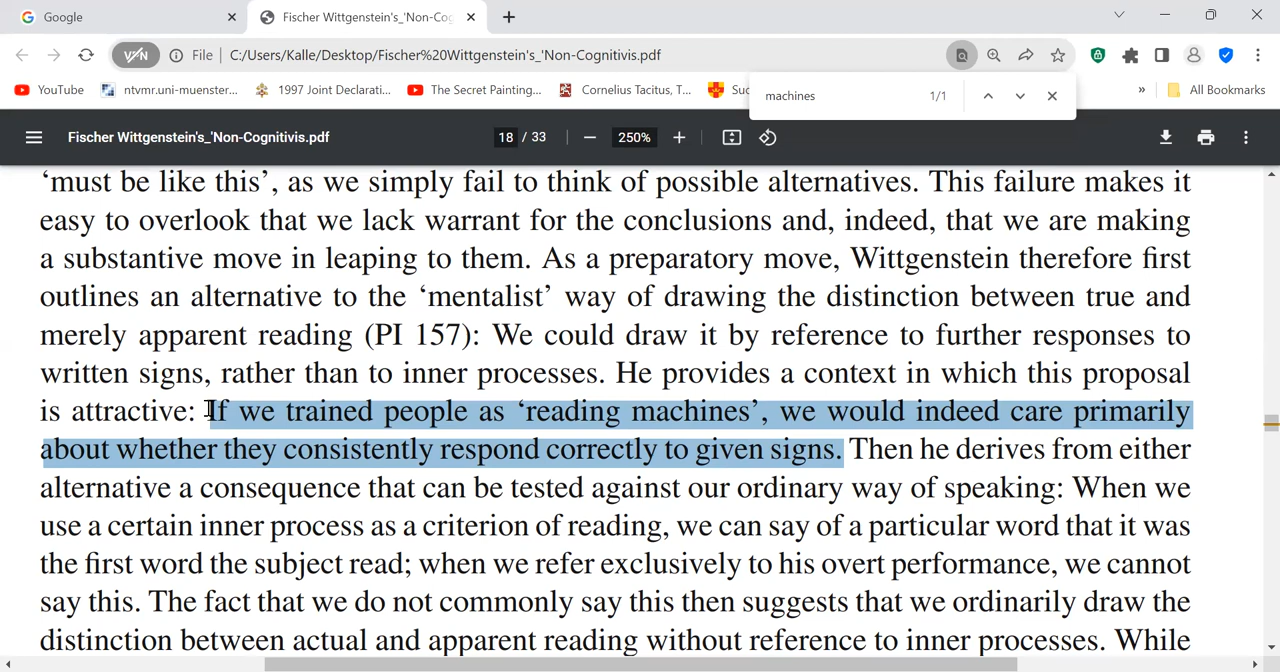 Google
Fischer Wittgenstein's_'Non-Cog
VPN
File
C:/Users/Kalle/Desktop/Fischer%20Wittgenstein's_'Non-Cognitivis.pdf
YouTube
ntvmr.uni-muenster...
1997 Joint Declarati...
The Secret Painting...
Cornelius Tacitus, T...
Suc
machines
1/1
»
All Bookmarks
Fischer Wittgenstein's_'Non-Cognitivis.pdf
18 / 33
250%
‘must be like this’, as we simply fail to think of possible alternatives. This failure makes it
easy to overlook that we lack warrant for the conclusions and, indeed, that we are making
a substantive move in leaping to them. As a preparatory move, Wittgenstein therefore first
outlines an alternative to the ‘mentalist’ way of drawing the distinction between true and
merely apparent reading (PI 157): We could draw it by reference to further responses to
written signs, rather than to inner processes. He provides a context in which this proposal
is attractive: If we trained people as ‘reading machines’, we would indeed care primarily
about whether they consistently respond correctly to given signs. Then he derives from either
alternative a consequence that can be tested against our ordinary way of speaking: When we
use a certain inner process as a criterion of reading, we can say of a particular word that it was
the first word the subject read; when we refer exclusively to his overt performance, we cannot
say this. The fact that we do not commonly say this then suggests that we ordinarily draw the
distinction between actual and apparent reading without reference to inner processes. While